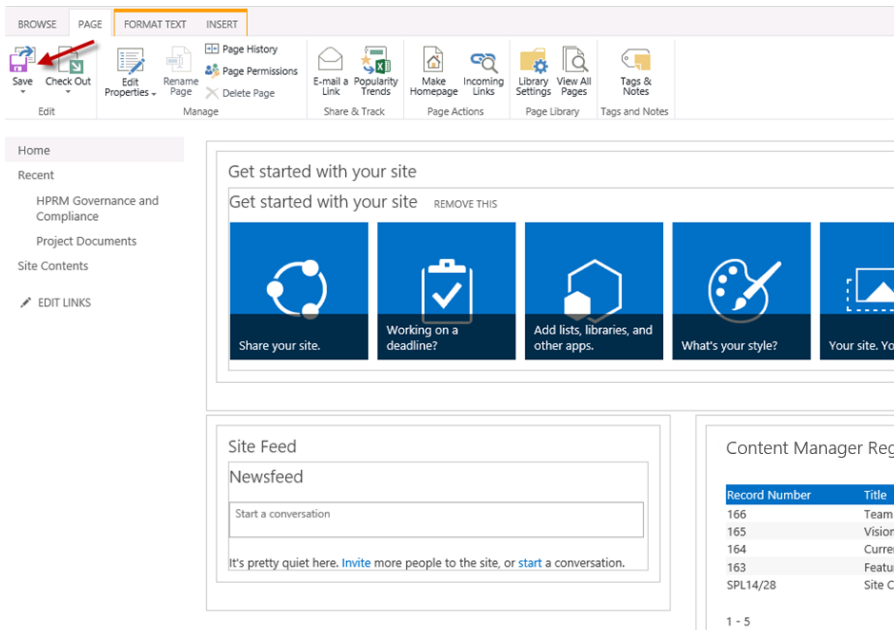 BROWSE PAGE FORMAT TEXT INSERT
Save
Check Out
Edit
Edit
Properties
Rename
Page
Page History
Page Permissions
Delete Page
Manage
E-mail a
Link
Popularity
Trends
Share & Track
Make
Homepage
Incoming
Links
Page Actions
Library
Settings
View All
Pages
Page Library
Tags &
Notes
Tags and Notes
Home
Recent
HPRM Governance and
Compliance
Project Documents
Site Contents
EDIT LINKS
Get started with your site
Get started with your site REMOVE THIS
Share your site.
Working on a
deadline?
Add lists, libraries, and
other apps.
What's your style?
Your site. Yo
Site Feed
Newsfeed
Start a conversation
It's pretty quiet here. Invite more people to the site, or start a conversation.
Content Manager Reg
Record Number Title
166 Team
165 Vision
164 Curre
163 Featu
SPL14/28 Site C
1 - 5